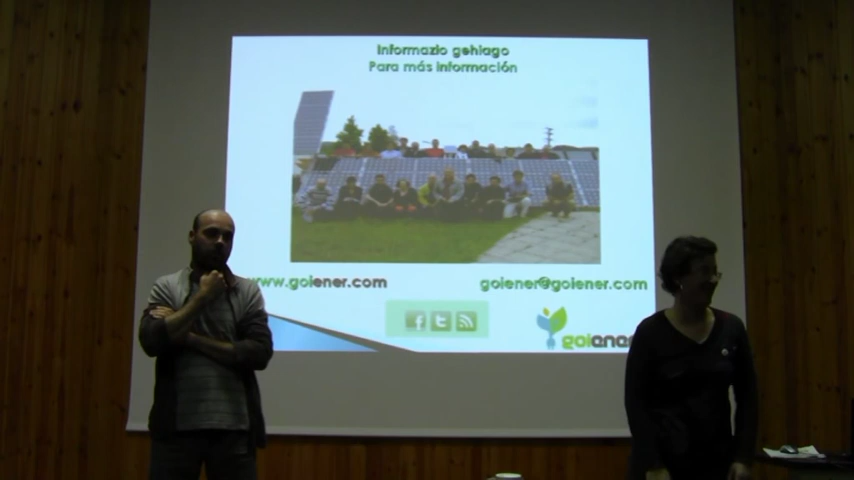 Informazio gehiago
Para más información
www.goiener.com
goiener@goiener.com
goiener